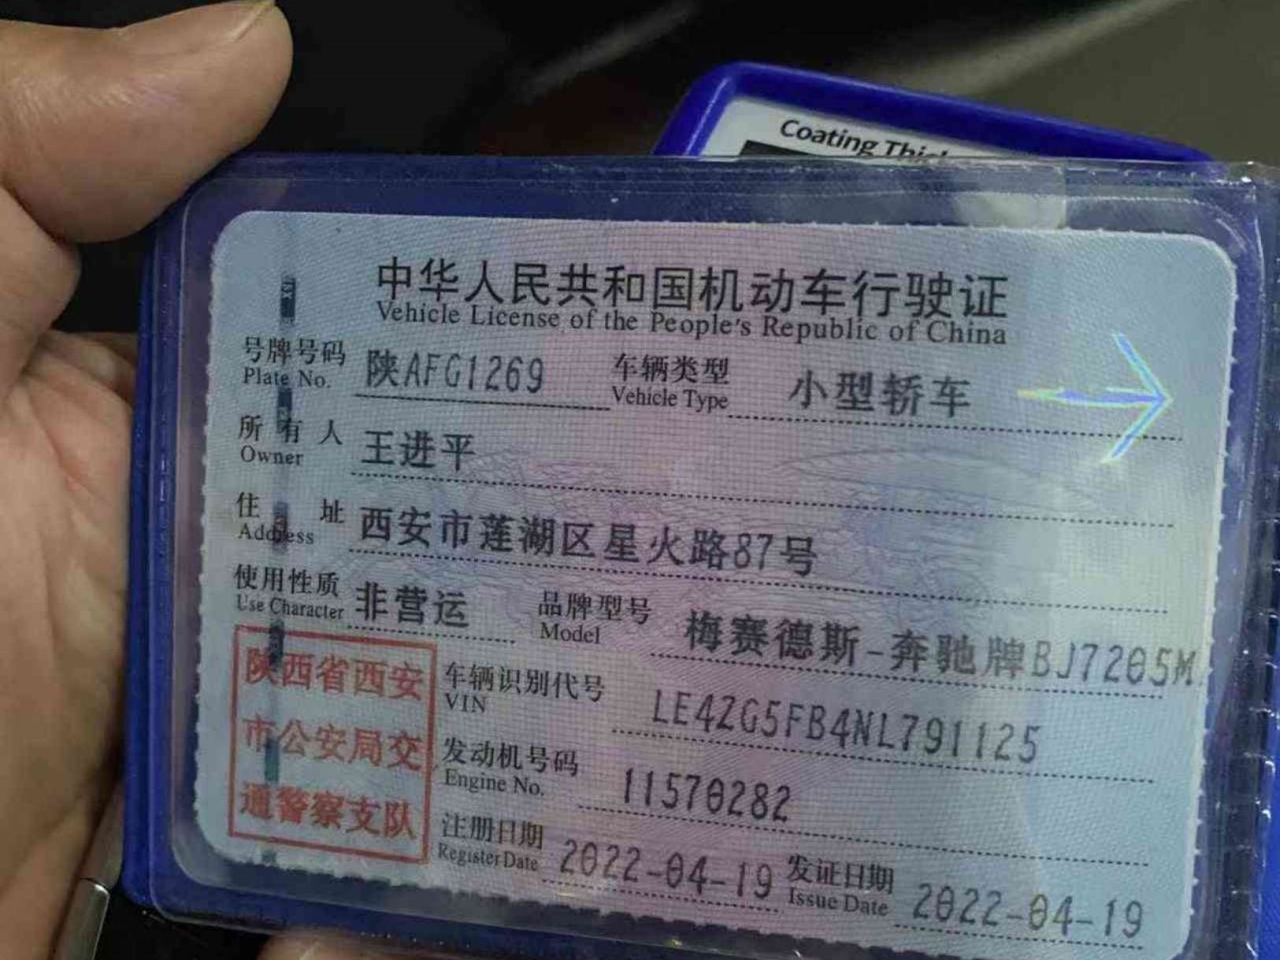 Coating Thic
中华人民共和国机动车行驶证
Vehicle License of the People's Republic of China
号牌号码 陕AFG1269 车辆类型 小型轿车
Plate No. Vehicle Type
所有人 王进平
Owner
住址 西安市莲湖区星火路87号
Address
使用性质 非营运 品牌型号 梅赛德斯-奔驰牌BJ7205M
Use Character Model
陕西省西安
市公安局交
通警察支队
车辆识别代号 LE4ZG5FB4NL791125
VIN
发动机号码 11570282
Engine No.
注册日期 2022-04-19 发证日期 2022-04-19
Register Date Issue Date